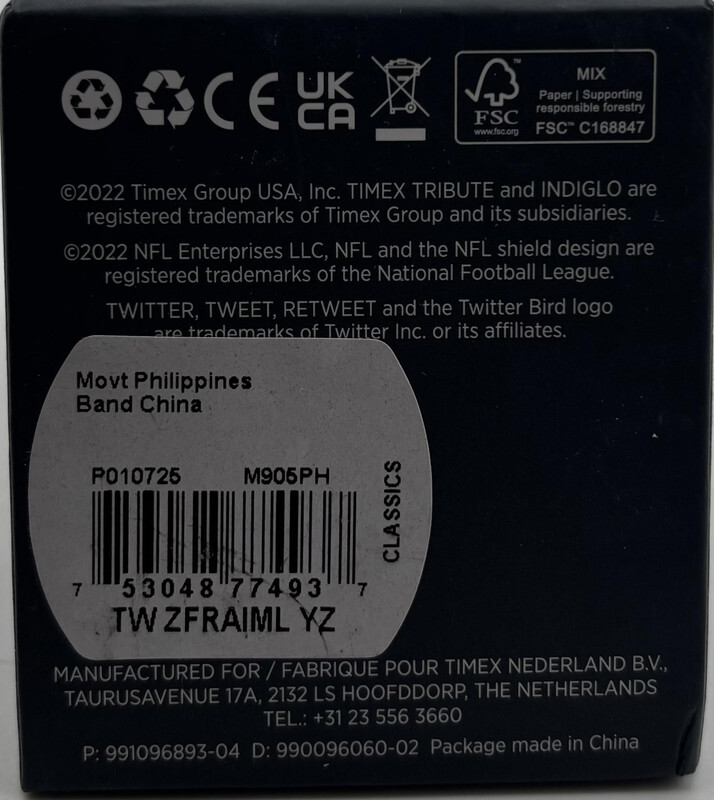 CE
UK
CA
FSC
www.fsc.org
MIX
Paper | Supporting
responsible forestry
FSC™ C168847
©2022 Timex Group USA, Inc. TIMEX TRIBUTE and INDIGLO are
registered trademarks of Timex Group and its subsidiaries.
©2022 NFL Enterprises LLC, NFL and the NFL shield design are
registered trademarks of the National Football League.
TWITTER, TWEET, RETWEET and the Twitter Bird logo
are trademarks of Twitter Inc. or its affiliates.
Movt Philippines
Band China
P010725 M905PH
CLASSICS
7 53048 77493 7
TW ZFRAIML YZ
MANUFACTURED FOR / FABRIQUE POUR TIMEX NEDERLAND B.V.,
TAURUSAVENUE 17A, 2132 LS HOOFDDORP, THE NETHERLANDS
TEL.: +31 23 556 3660
P: 991096893-04 D: 990096060-02 Package made in China